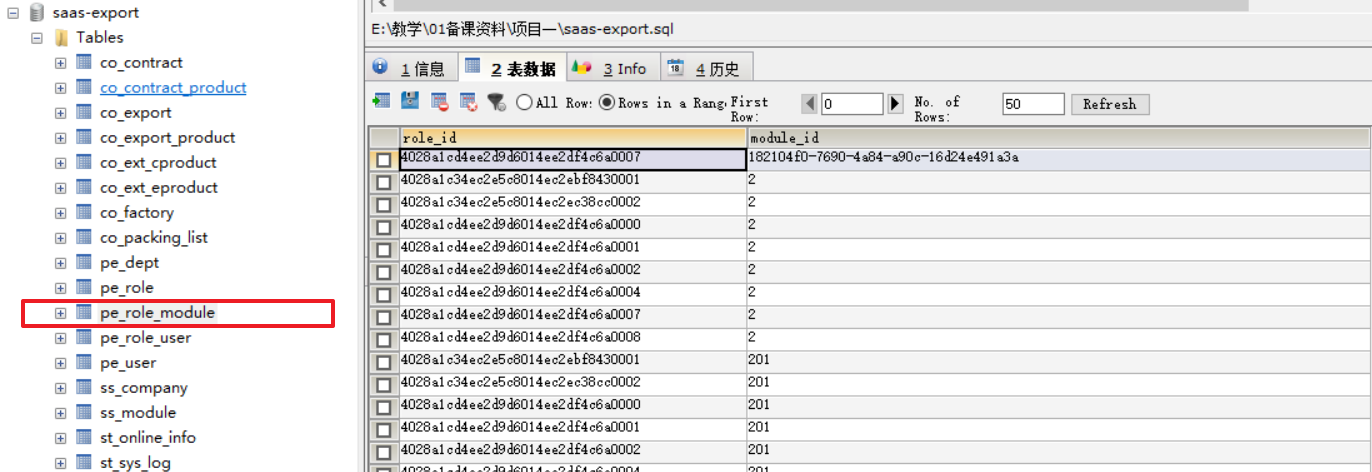 saas-export
Tables
co_contract
co_contract_product
co_export
co_export_product
co_ext_cproduct
co_ext_eproduct
co_factory
co_packing_list
pe_dept
pe_role
pe_role_module
pe_role_user
pe_user
ss_company
ss_module
st_online_info
st_sys_log
E:\教学\01备课资料\项目一\saas-export.sql
1 信息 2 表数据 3 Info 4 历史
All Row: Rows in a Rang. First Row: 0 No. of Rows: 50 Refresh
role_id module_id
4028a1cd4ee2d9d6014ee2df4c6a0007 182104f0-7690-4a84-a90c-16d24e491a3a
4028a1c34ec2e5c8014ec2ebf8430001 2
4028a1c34ec2e5c8014ec2ec38cc0002 2
4028a1cd4ee2d9d6014ee2df4c6a0000 2
4028a1cd4ee2d9d6014ee2df4c6a0001 2
4028a1cd4ee2d9d6014ee2df4c6a0002 2
4028a1cd4ee2d9d6014ee2df4c6a0004 2
4028a1cd4ee2d9d6014ee2df4c6a0007 2
4028a1cd4ee2d9d6014ee2df4c6a0008 2
4028a1c34ec2e5c8014ec2ebf8430001 201
4028a1c34ec2e5c8014ec2ec38cc0002 201
4028a1cd4ee2d9d6014ee2df4c6a0000 201
4028a1cd4ee2d9d6014ee2df4c6a0001 201
4028a1cd4ee2d9d6014ee2df4c6a0002 201
4028a1cd4ee2d9d6014ee2df4c6a0004 201